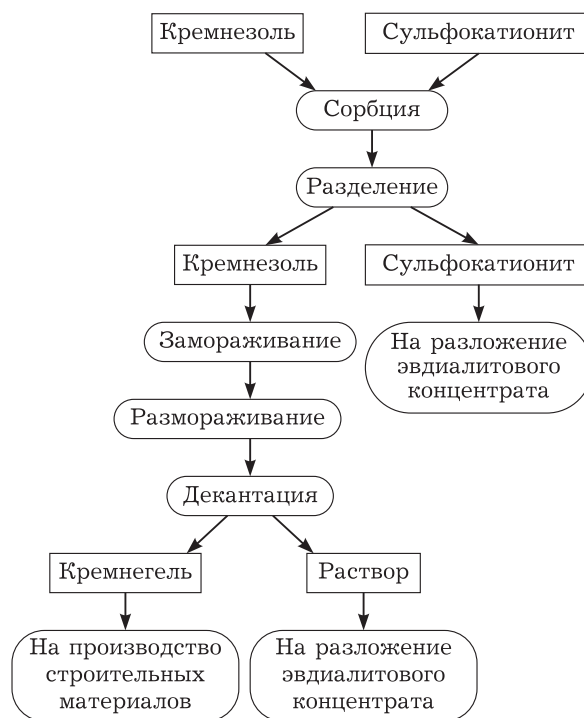 Кремнезоль
Сульфокатионит
Сорбция
Разделение
Кремнезоль
Сульфокатионит
Замораживание
На разложение
эвдиалитового
концентрата
Размораживание
Декантация
Кремнегель
Раствор
На производство
строительных
материалов
На разложение
эвдиалитового
концентрата